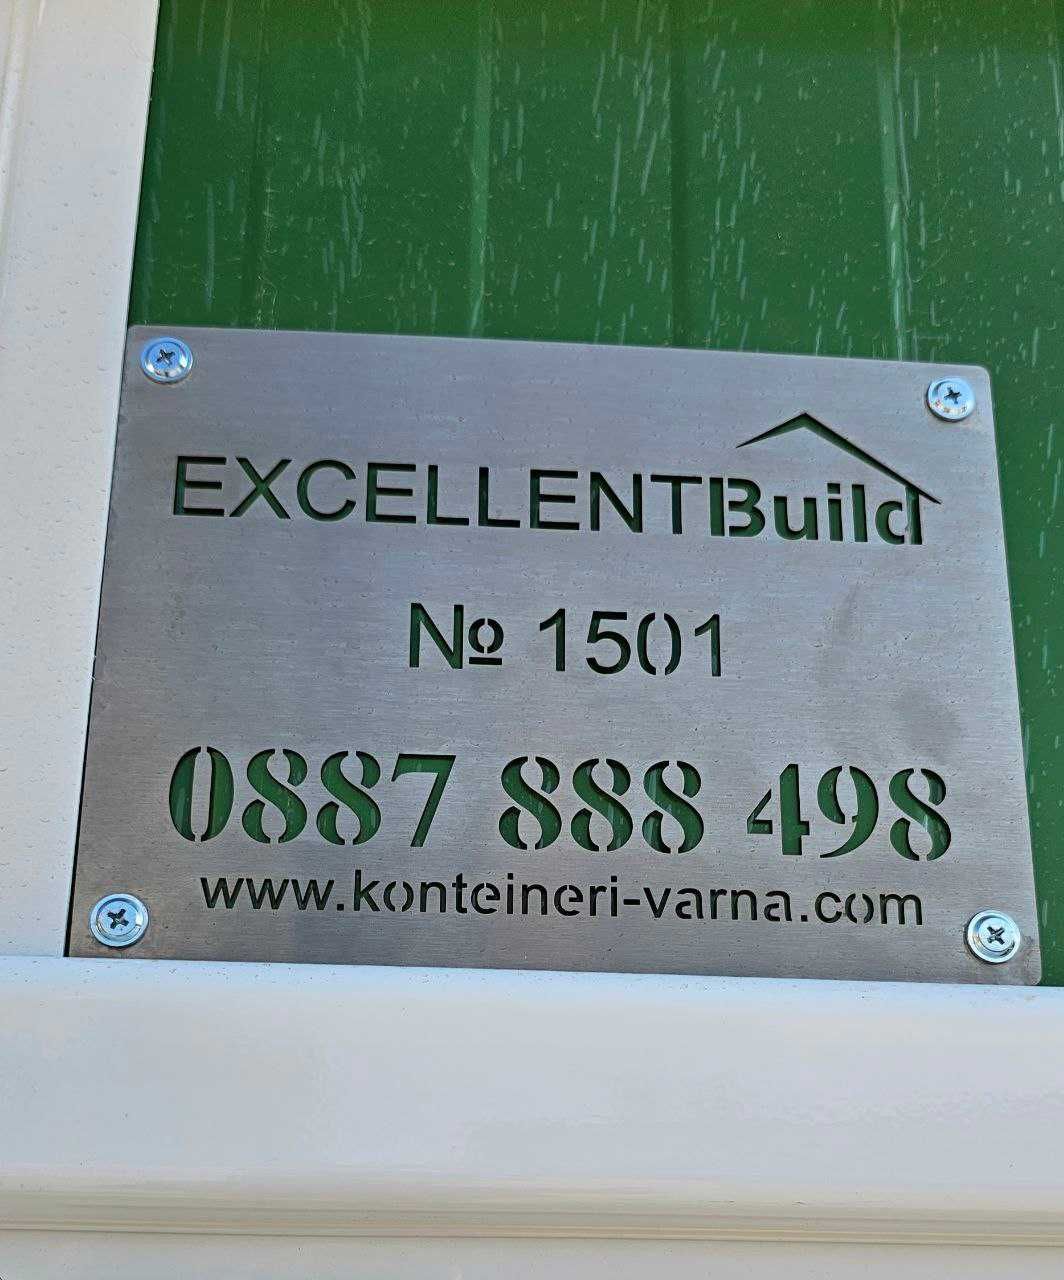 EXCELLENTBuild
№ 1501
0887 888 498
www.konteineri-varna.com